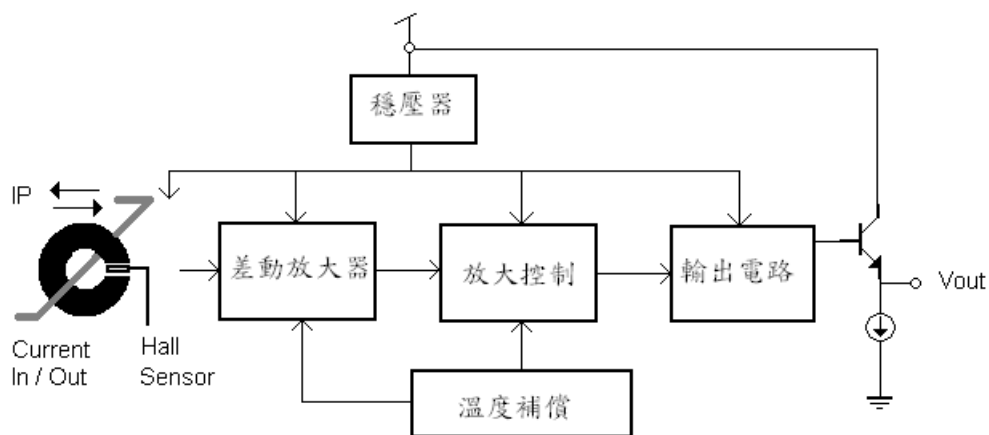 穩壓器
IP
差動放大器
放大控制
輸出電路
Vout
Current
In / Out
Hall
Sensor
溫度補償